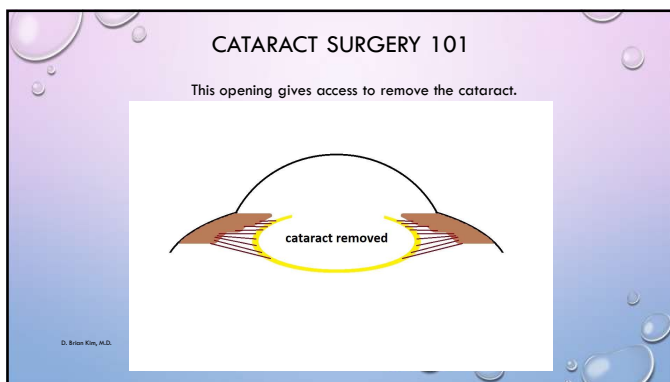 CATARACT SURGERY 101
This opening gives access to remove the cataract.
cataract removed
D. Brian Kim, M.D.